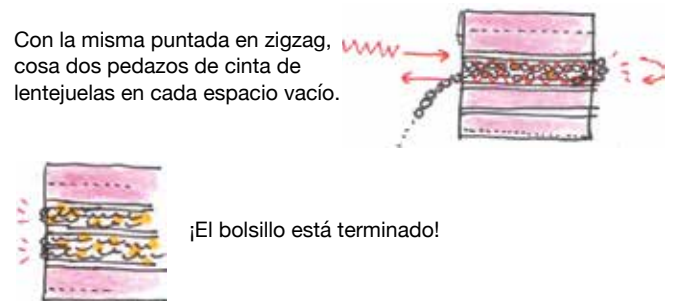 Con la misma puntada en zigzag,
cosa dos pedazos de cinta de
lentejuelas en cada espacio vacío.
¡El bolsillo está terminado!